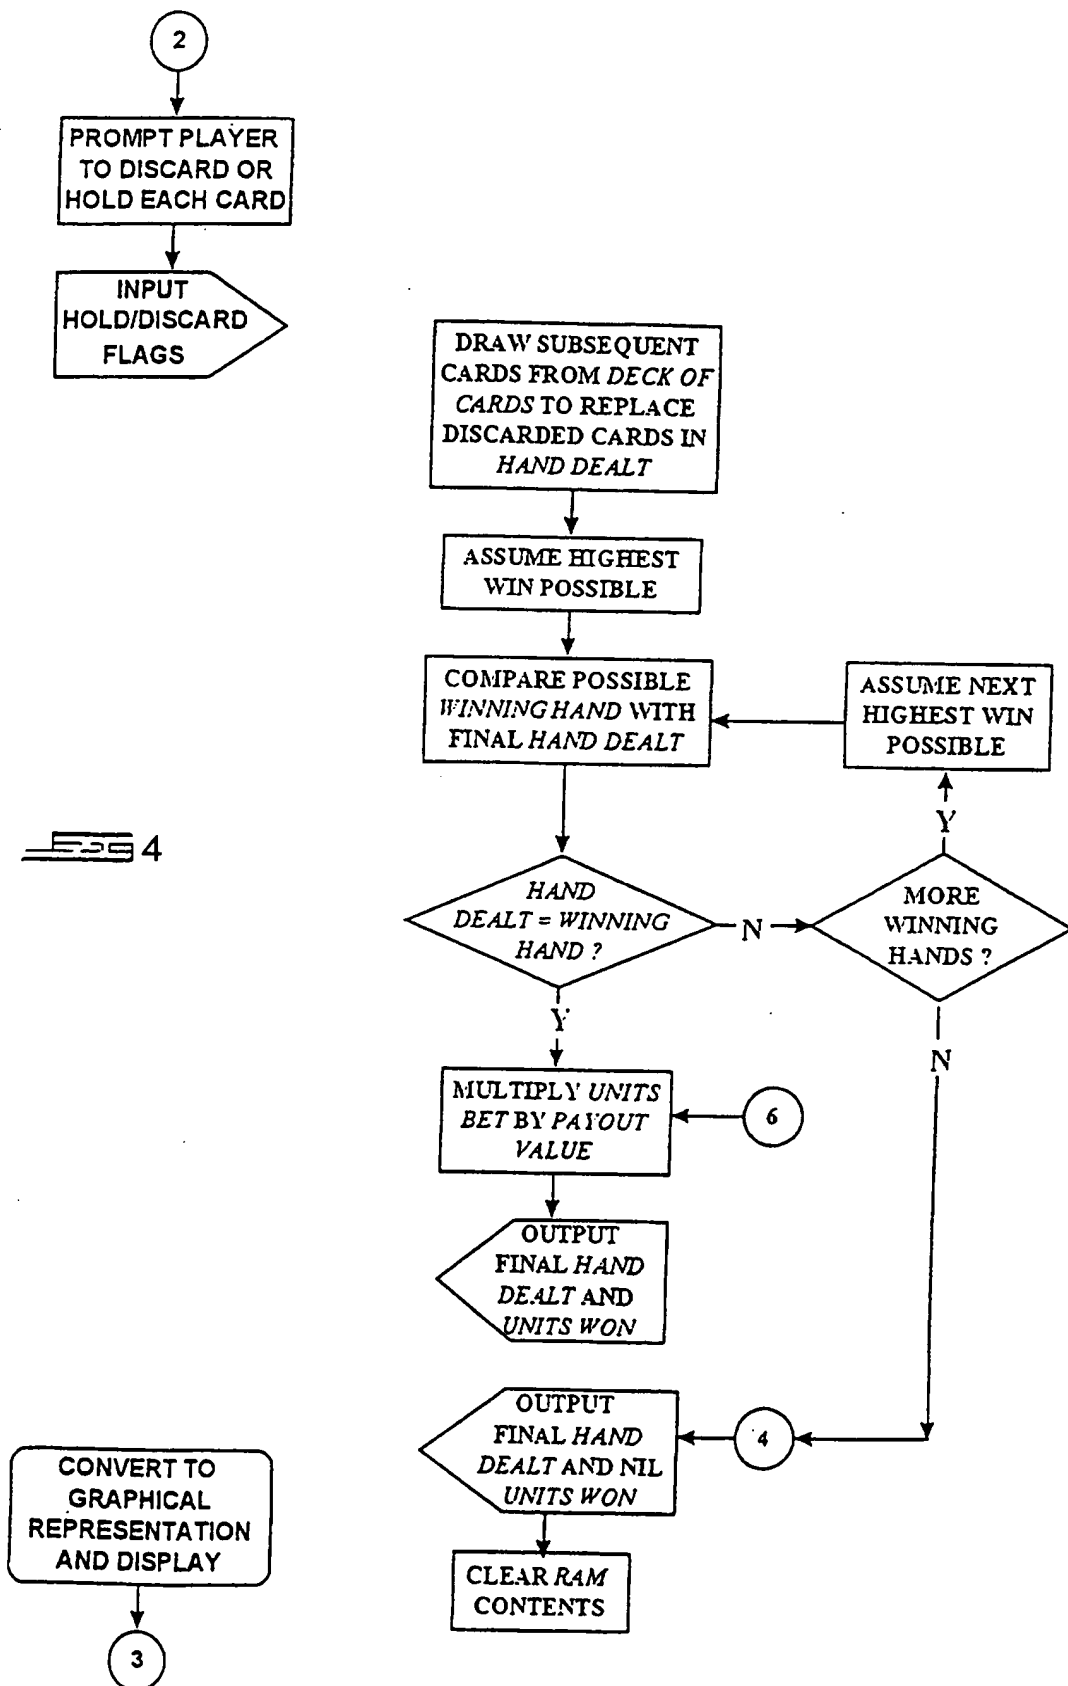 2
PROMPT PLAYER
TO DISCARD OR
HOLD EACH CARD
INPUT
HOLD/DISCARD
FLAGS
DRAW SUBSEQUENT
CARDS FROM DECK OF
CARDS TO REPLACE
DISCARDED CARDS IN
HAND DEALT
ASSUME HIGHEST
WIN POSSIBLE
COMPARE POSSIBLE
WINNING HAND WITH
FINAL HAND DEALT
ASSUME NEXT
HIGHEST WIN
POSSIBLE
Y
4
HAND
DEALT = WINNING
HAND ?
N
MORE
WINNING
HANDS ?
Y
N
MULTIPLY UNITS
BET BY PAYOUT
VALUE
6
OUTPUT
FINAL HAND
DEALT AND
UNITS WON
OUTPUT
FINAL HAND
DEALT AND NIL
UNITS WON
4
CONVERT TO
GRAPHICAL
REPRESENTATION
AND DISPLAY
CLEAR RAM
CONTENTS
3